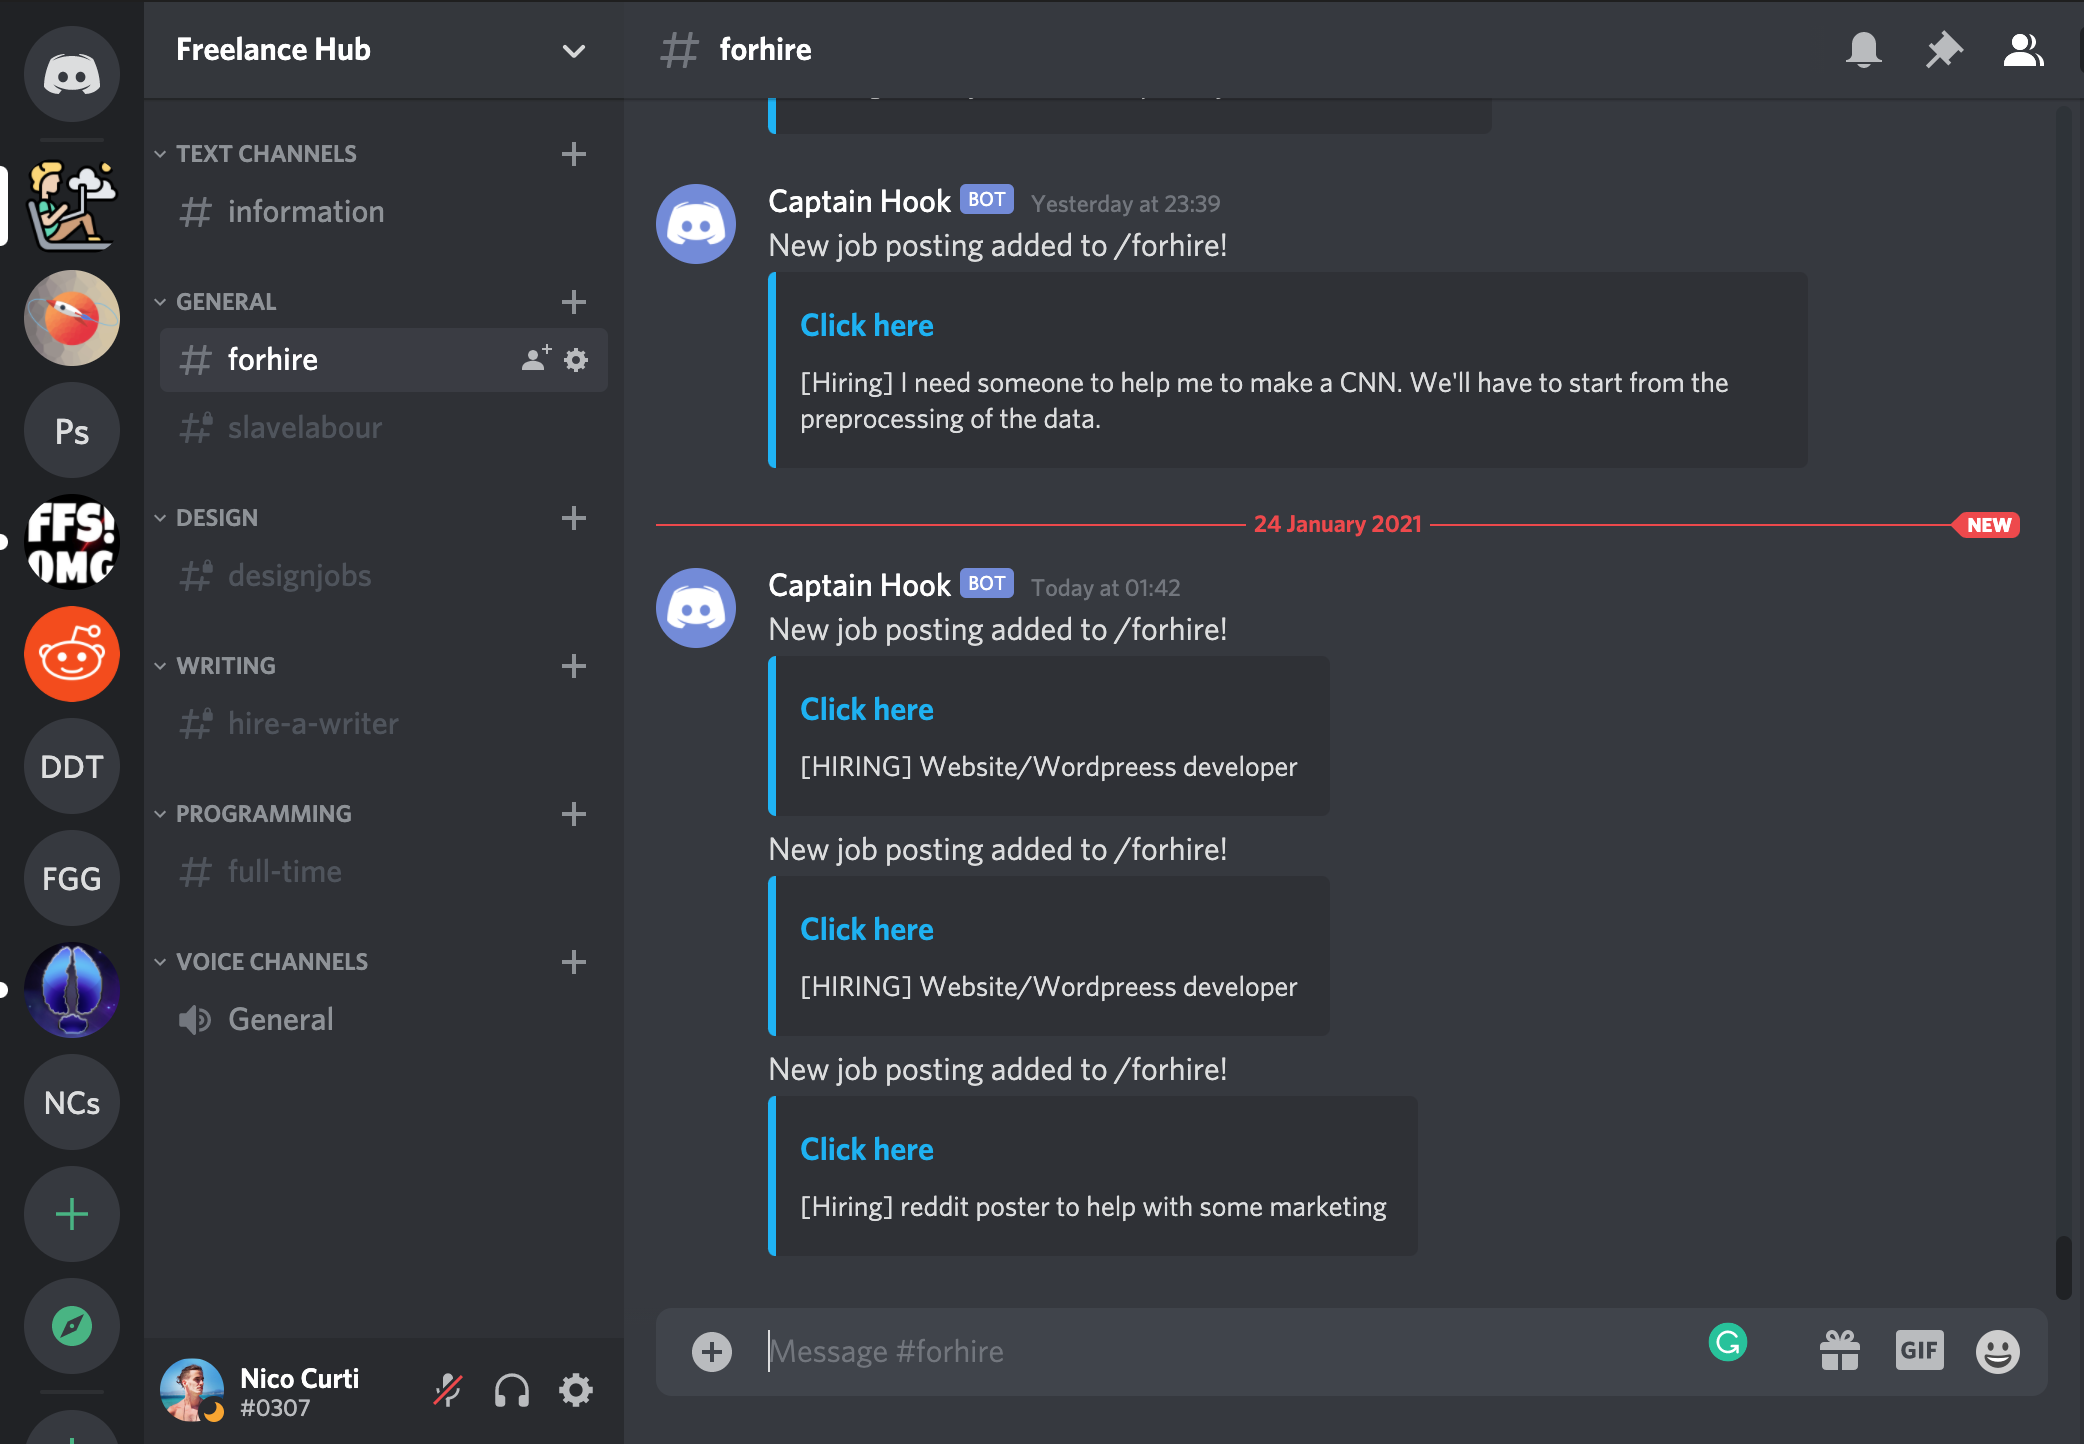 Ps
FFS!
OMG
DDT
FGG
NCs
Freelance Hub
TEXT CHANNELS
information
GENERAL
forhire
slavelabour
DESIGN
designjobs
WRITING
hire-a-writer
PROGRAMMING
full-time
VOICE CHANNELS
General
Nico Curti
#0307
forhire
Captain Hook BOT Yesterday at 23:39
New job posting added to /forhire!
Click here
[Hiring] I need someone to help me to make a CNN. We'll have to start from the
preprocessing of the data.
24 January 2021 NEW
Captain Hook BOT Today at 01:42
New job posting added to /forhire!
Click here
[HIRING] Website/Wordpreess developer
New job posting added to /forhire!
Click here
[HIRING] Website/Wordpreess developer
New job posting added to /forhire!
Click here
[Hiring] reddit poster to help with some marketing
Message #forhire
GIF